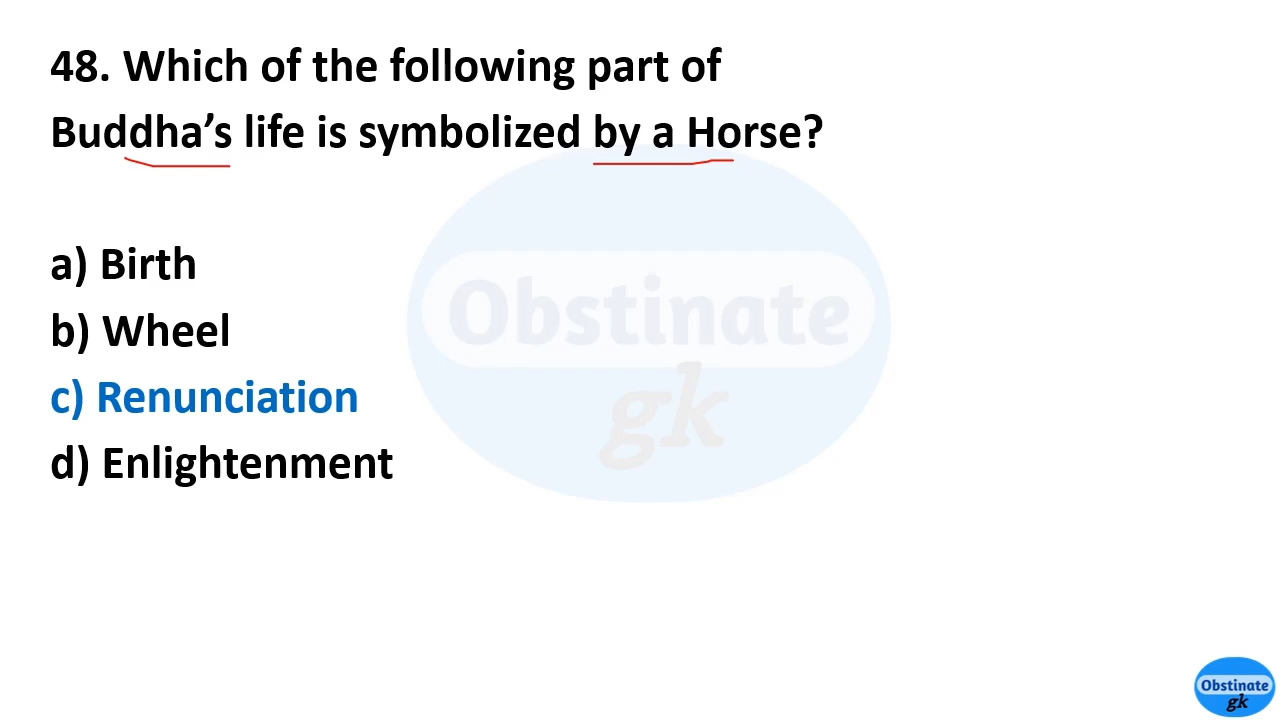 48. Which of the following part of
Buddha’s life is symbolized by a Horse?
a) Birth
b) Wheel
c) Renunciation
d) Enlightenment
Obstinate
gk
Obstinate
gk